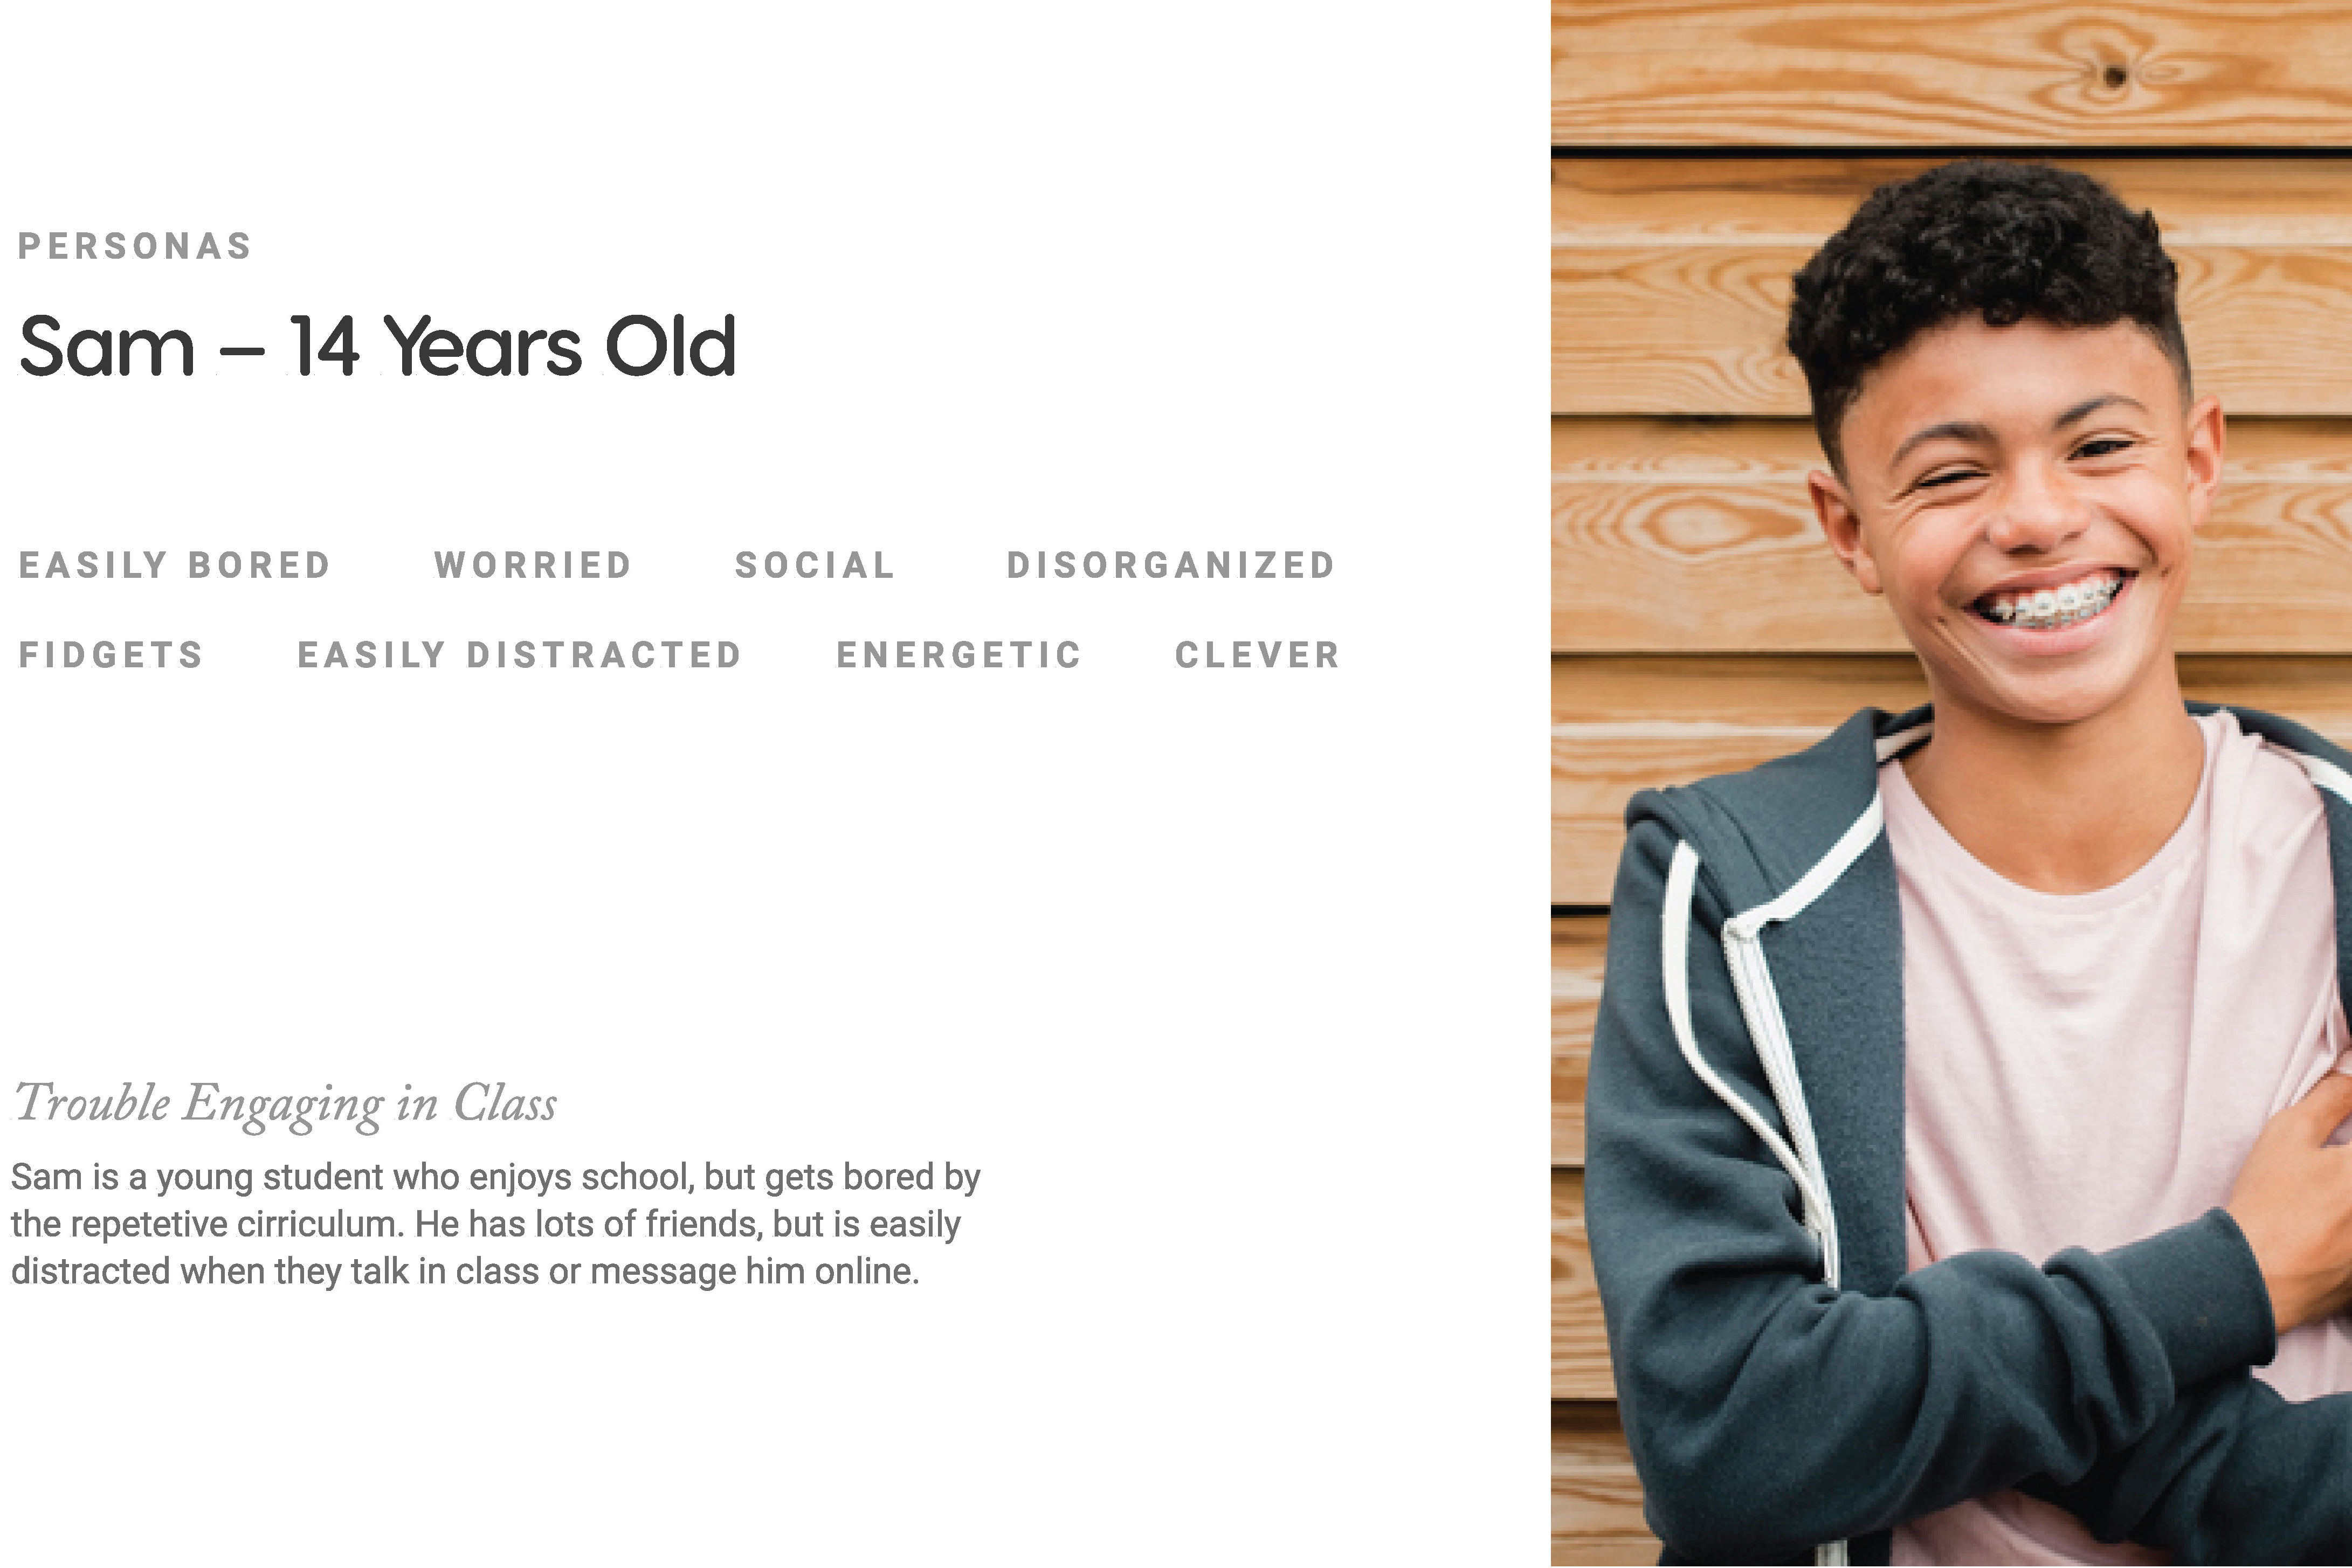 PERSONAS
Sam – 14 Years Old
EASILY BORED WORRIED SOCIAL DISORGANIZED
FIDGETS EASILY DISTRACTED ENERGETIC CLEVER
Trouble Engaging in Class
Sam is a young student who enjoys school, but gets bored by
the repetetive cirriculum. He has lots of friends, but is easily
distracted when they talk in class or message him online.